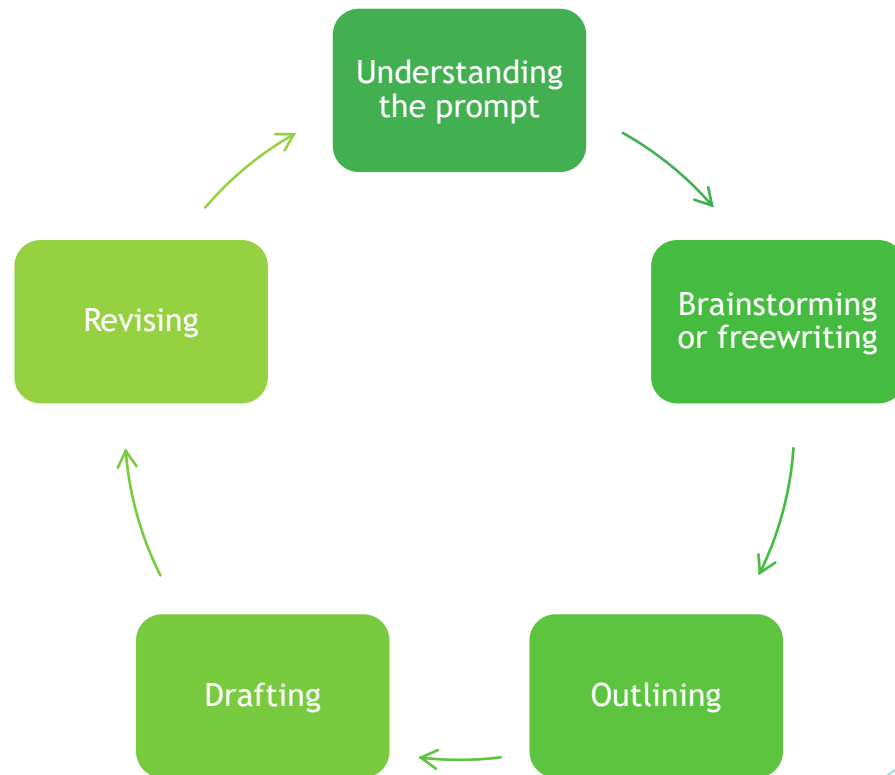 Understanding
the prompt
Brainstorming
or freewriting
Outlining
Drafting
Revising